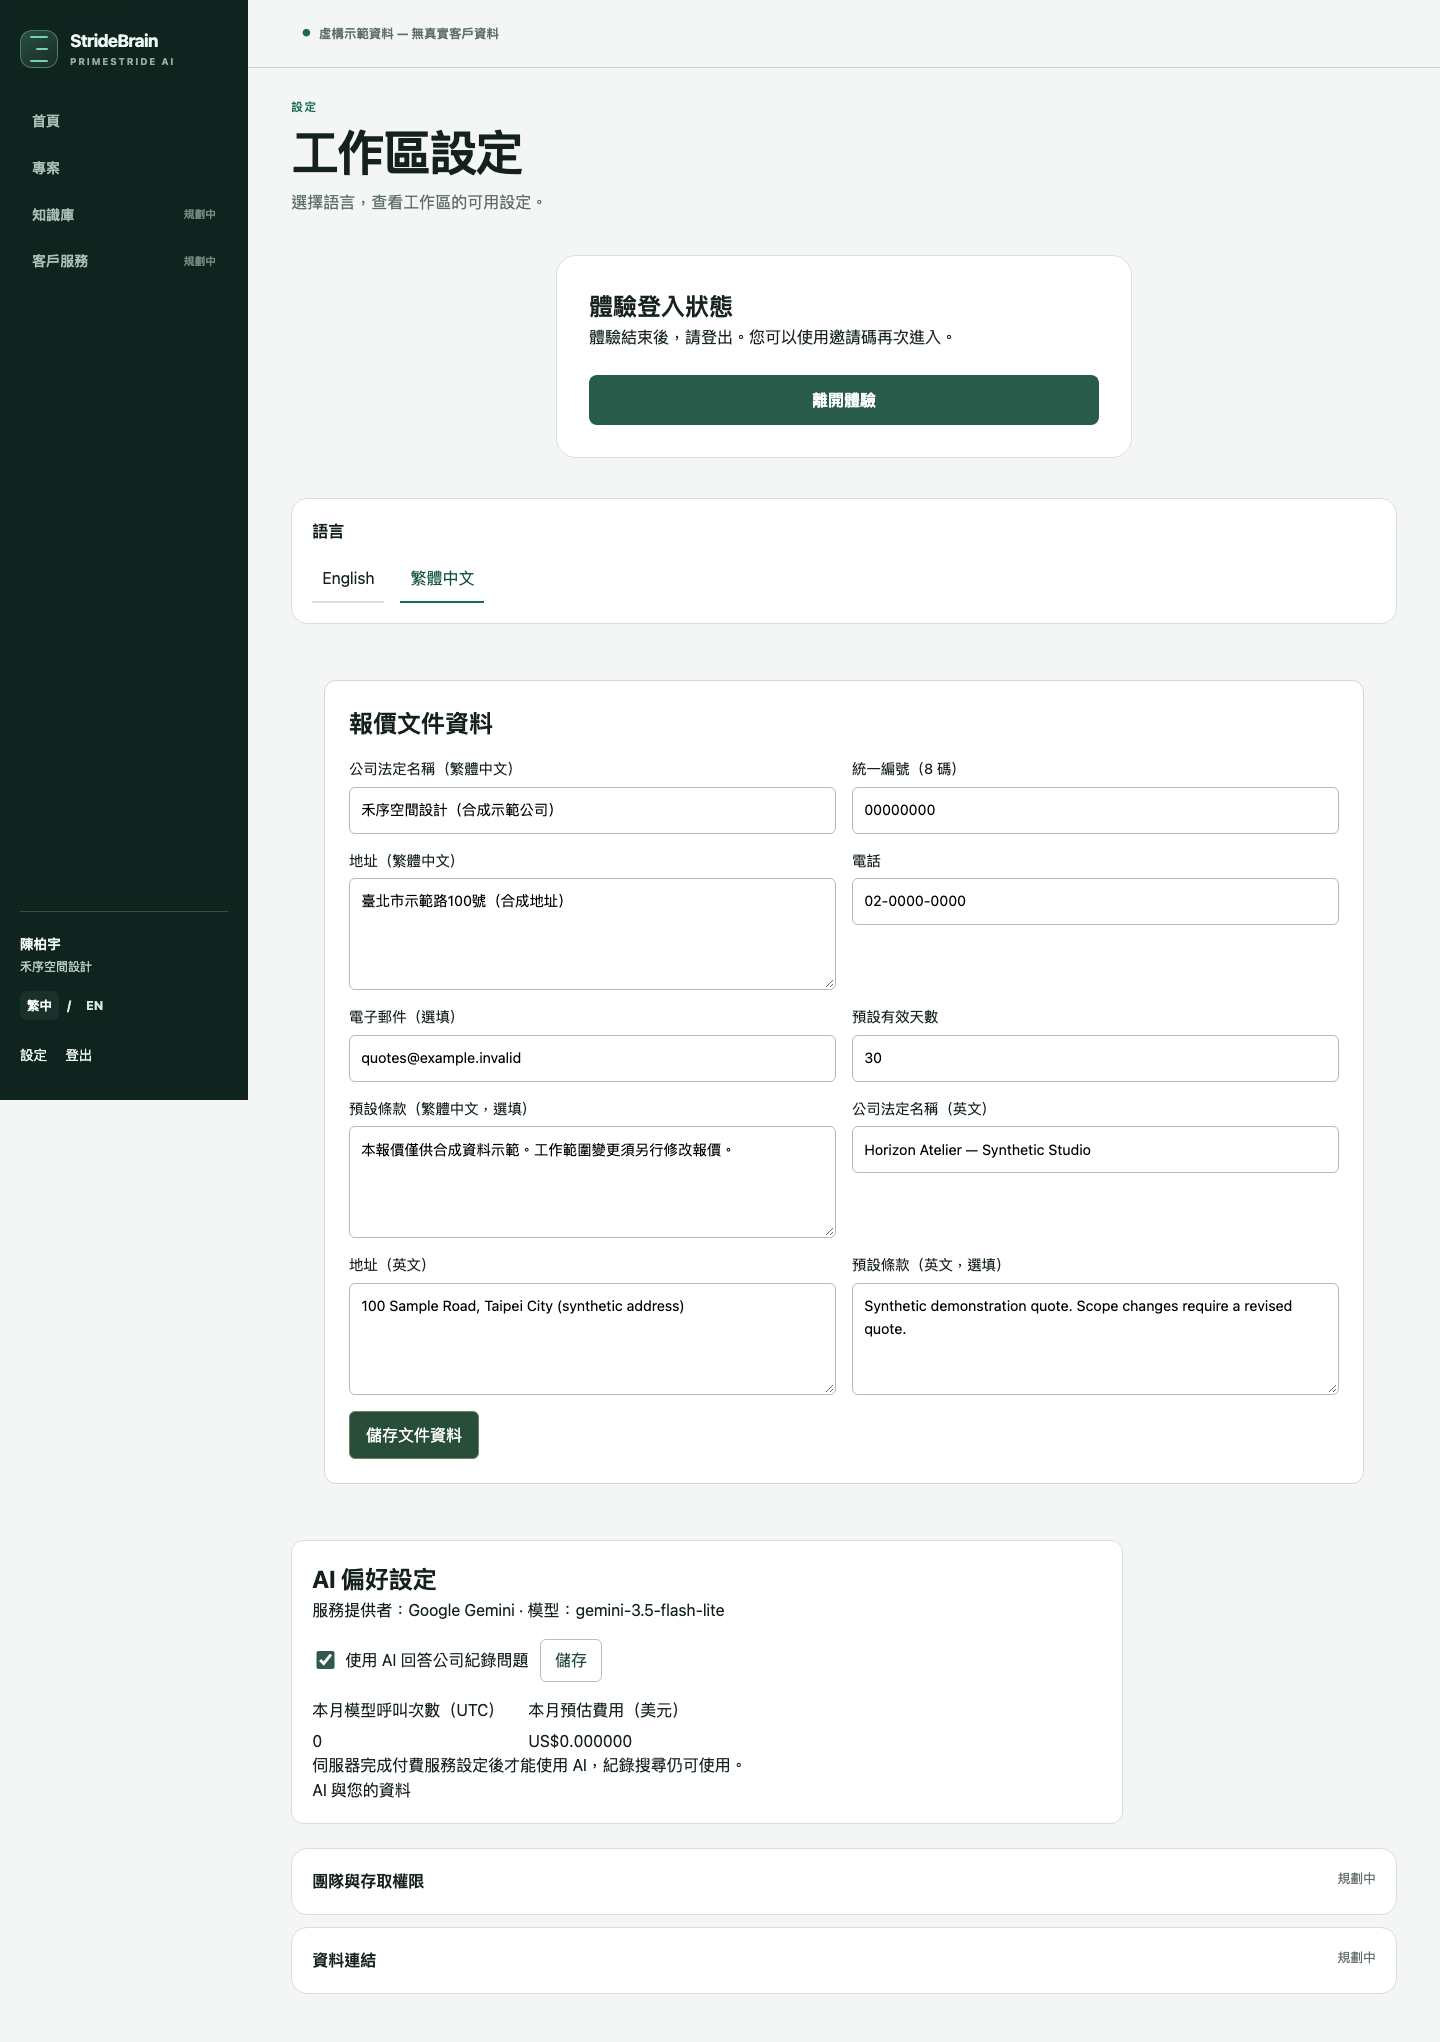 StrideBrain
PRIMESTRIDE AI
首頁
專案
知識庫 規劃中
客戶服務 規劃中
陳柏宇
禾序空間設計
繁中 / EN
設定 登出
虛構示範資料 — 無真實客戶資料
設定
工作區設定
選擇語言，查看工作區的可用設定。
體驗登入狀態
體驗結束後，請登出。您可以使用邀請碼再次進入。
離開體驗
語言
English 繁體中文
報價文件資料
公司法定名稱（繁體中文） 統一編號（8 碼）
禾序空間設計（合成示範公司） 00000000
地址（繁體中文） 電話
臺北市示範路100號（合成地址） 02-0000-0000
電子郵件（選填） 預設有效天數
quotes@example.invalid 30
預設條款（繁體中文，選填） 公司法定名稱（英文）
本報價僅供合成資料示範。工作範圍變更須另行修改報價。 Horizon Atelier — Synthetic Studio
地址（英文） 預設條款（英文，選填）
100 Sample Road, Taipei City (synthetic address) Synthetic demonstration quote. Scope changes require a revised
quote.
儲存文件資料
AI 偏好設定
服務提供者：Google Gemini · 模型：gemini-3.5-flash-lite
使用 AI 回答公司紀錄問題 儲存
本月模型呼叫次數（UTC） 本月預估費用（美元）
0 US$0.000000
伺服器完成付費服務設定後才能使用 AI，紀錄搜尋仍可使用。
AI 與您的資料
團隊與存取權限 規劃中
資料連結 規劃中